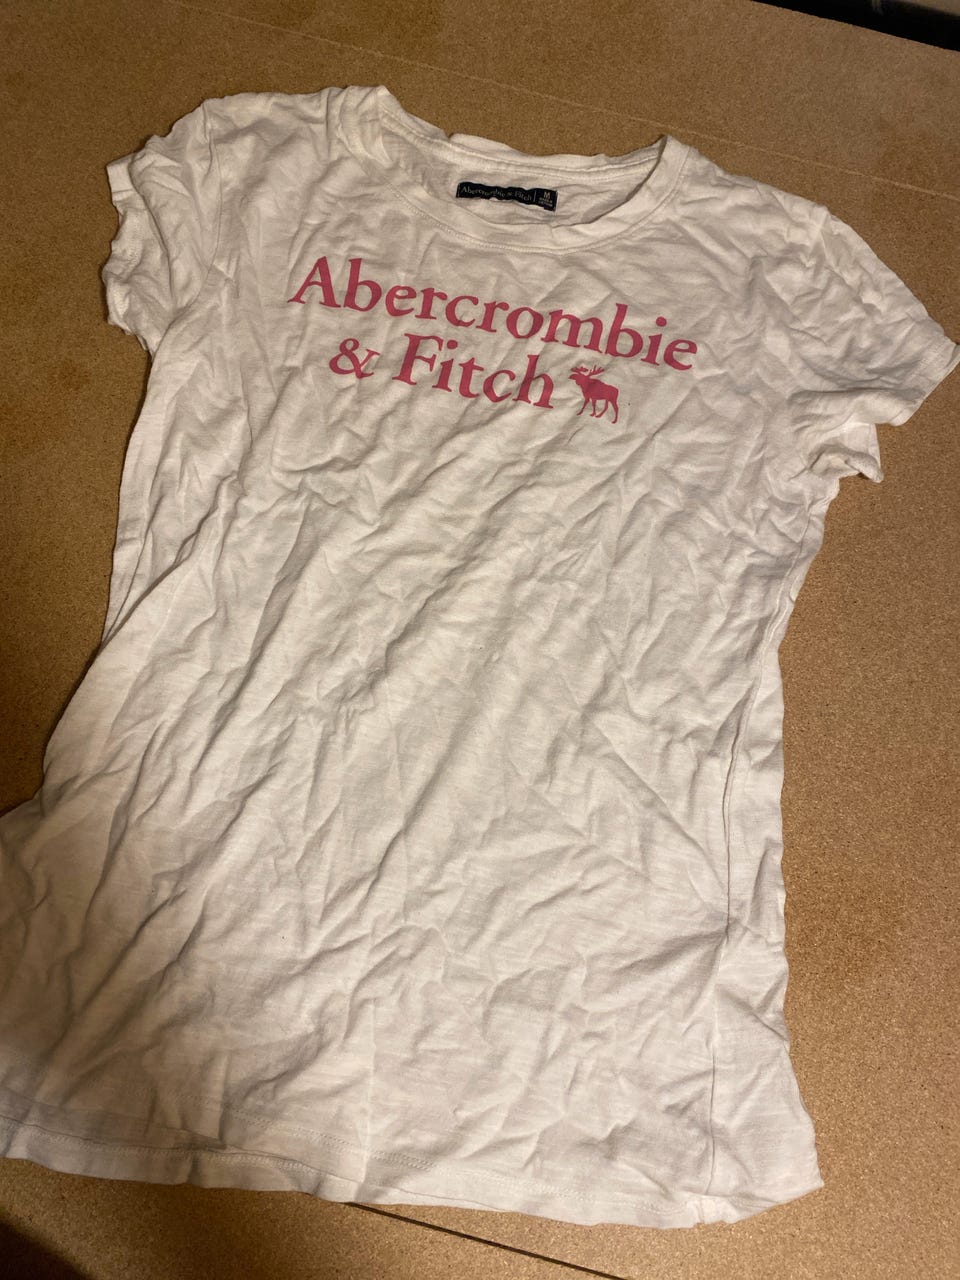 Abercrombie & Fitch M
Abercrombie
& Fitch